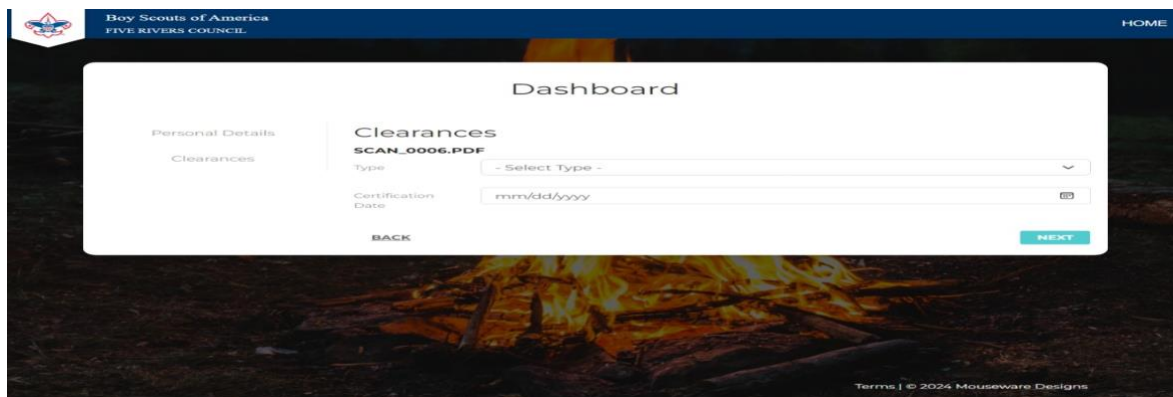 Boy Scouts of America
FIVE RIVERS COUNCIL
HOME
Dashboard
Personal Details
Clearances
Clearances
SCAN_0006.PDF
Type
- Select Type -
Certification
Date
mm/dd/yyyy
BACK
NEXT
Terms | © 2024 Mouseware Designs